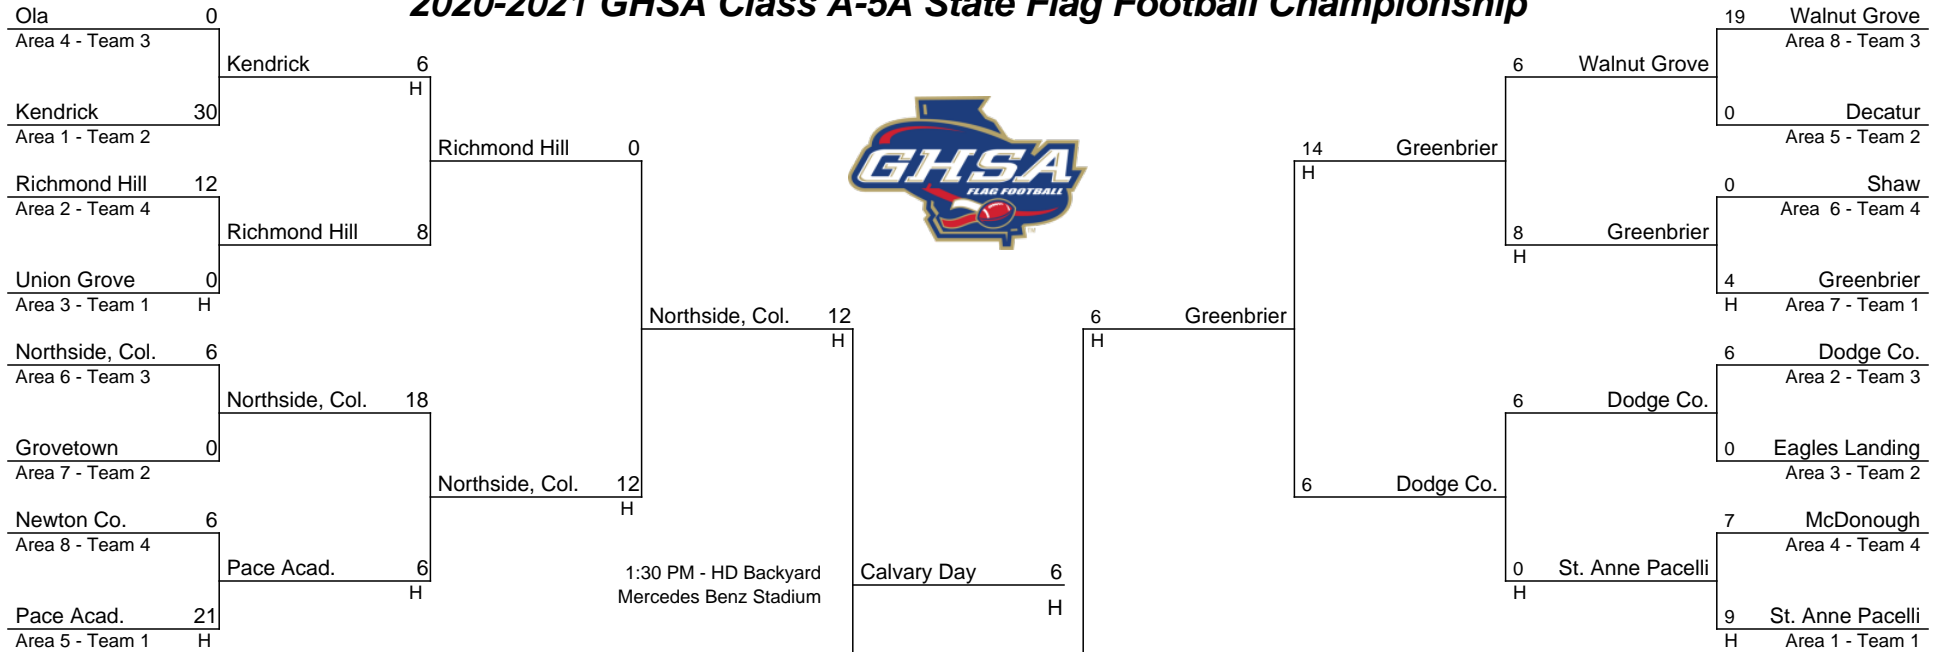 2020-2021 GHSA Class A-5A State Flag Football Championship
Ola 0
Area 4 - Team 3
Kendrick 6
H
Kendrick 30
Area 1 - Team 2
Richmond Hill 0
Richmond Hill 12
Area 2 - Team 4
Richmond Hill 8
Union Grove 0
Area 3 - Team 1 H
Northside, Col. 12
H
Northside, Col. 6
Area 6 - Team 3
Northside, Col. 18
Grovetown 0
Area 7 - Team 2
Northside, Col. 12
H
Newton Co. 6
Area 8 - Team 4
Pace Acad. 6
H
Pace Acad. 21
Area 5 - Team 1 H
1:30 PM - HD Backyard
Mercedes Benz Stadium
Calvary Day 6
H
GHSA
FLAG FOOTBALL
TM
19 Walnut Grove
Area 8 - Team 3
6 Walnut Grove
0 Decatur
Area 5 - Team 2
14 Greenbrier
H
0 Shaw
Area 6 - Team 4
8 Greenbrier
H
4 Greenbrier
H Area 7 - Team 1
6 Greenbrier
H
6 Dodge Co.
Area 2 - Team 3
6 Dodge Co.
0 Eagles Landing
Area 3 - Team 2
6 Dodge Co.
7 McDonough
Area 4 - Team 4
0 St. Anne Pacelli
H
9 St. Anne Pacelli
H Area 1 - Team 1